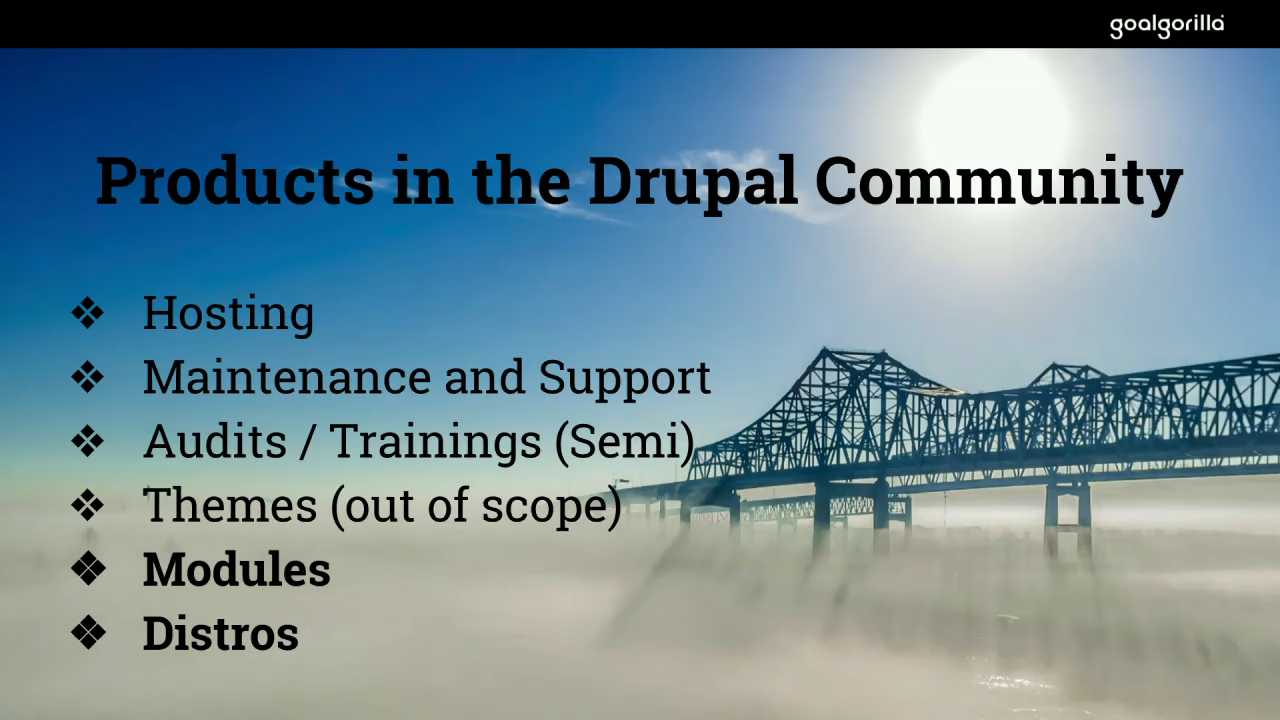 goalgorilla
Products in the Drupal Community
❖ Hosting
❖ Maintenance and Support
❖ Audits / Trainings (Semi)
❖ Themes (out of scope)
❖ Modules
❖ Distros